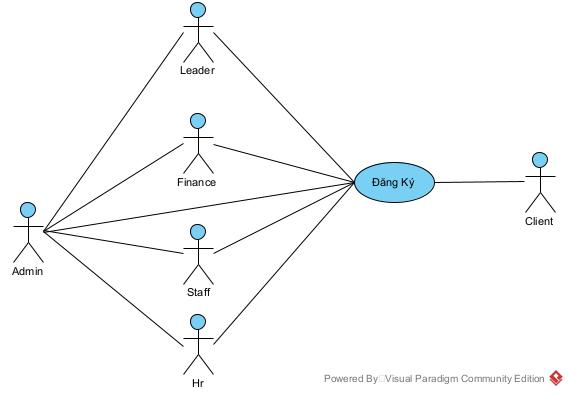 Leader
Finance
Đăng Ký
Client
Admin
Staff
Hr
Powered By Visual Paradigm Community Edition